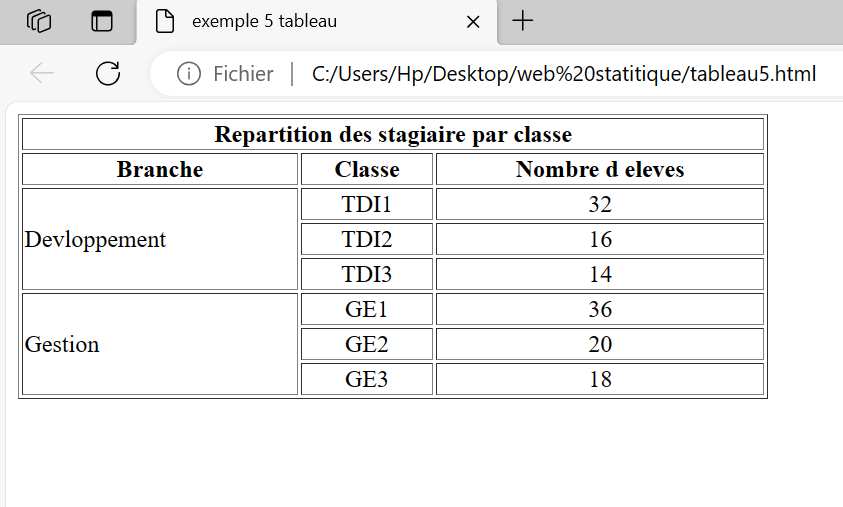 exemple 5 tableau
Fichier | C:/Users/Hp/Desktop/web%20statitique/tableau5.html
Repartition des stagiaire par classe
Branche Classe Nombre d eleves
Devloppement TDI1 32
TDI2 16
TDI3 14
Gestion GE1 36
GE2 20
GE3 18